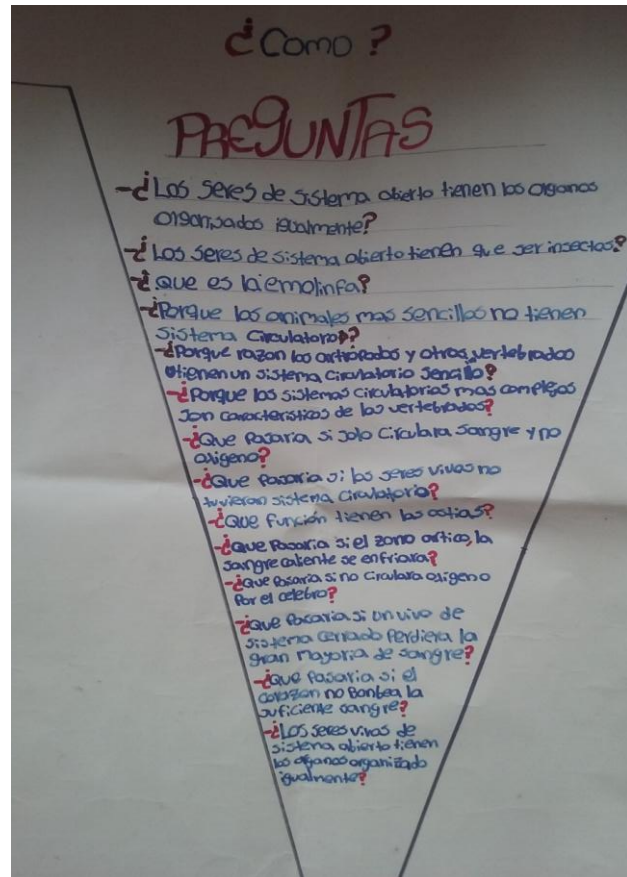 ¿Como?
PREGUNTAS
-¿Los seres de sistema abierto tienen los organos
organisados igualmente?
-¿Los seres de sistema abierto tienen que ser insectos?
-¿que es la emolinfa?
-¿Porque los animales mas sencillos no tienen
sistema Circulatorio?
-¿Porque razon los artropodos y otros vertebrados
tienen un sistema Circulatorio sencillo?
-¿Porque los sistemas circulatorios mas complejos
son caracteristicos de los vertebrados?
-¿Que Pasaria si solo Circulara sangre y no
oxigeno?
-¿Que Pasaria si los seres vivos no
tuvieran sistema circulatorio?
-¿Que función tienen los ostias?
-¿que Pasaria si el zono artico, la
sangre caliente se enfriara?
-¿que Pasaria si no Circulara oxigeno
Por el celebro?
-¿que Pasaria si un vivo de
sistema cerrado Perdiera la
gran mayoria de sangre?
-¿que Pasaria si el
corazon no Bonbea la
suficiente sangre?
-¿Los seres vivos de
sistema abierto tienen
los organos organizado
igualmente?